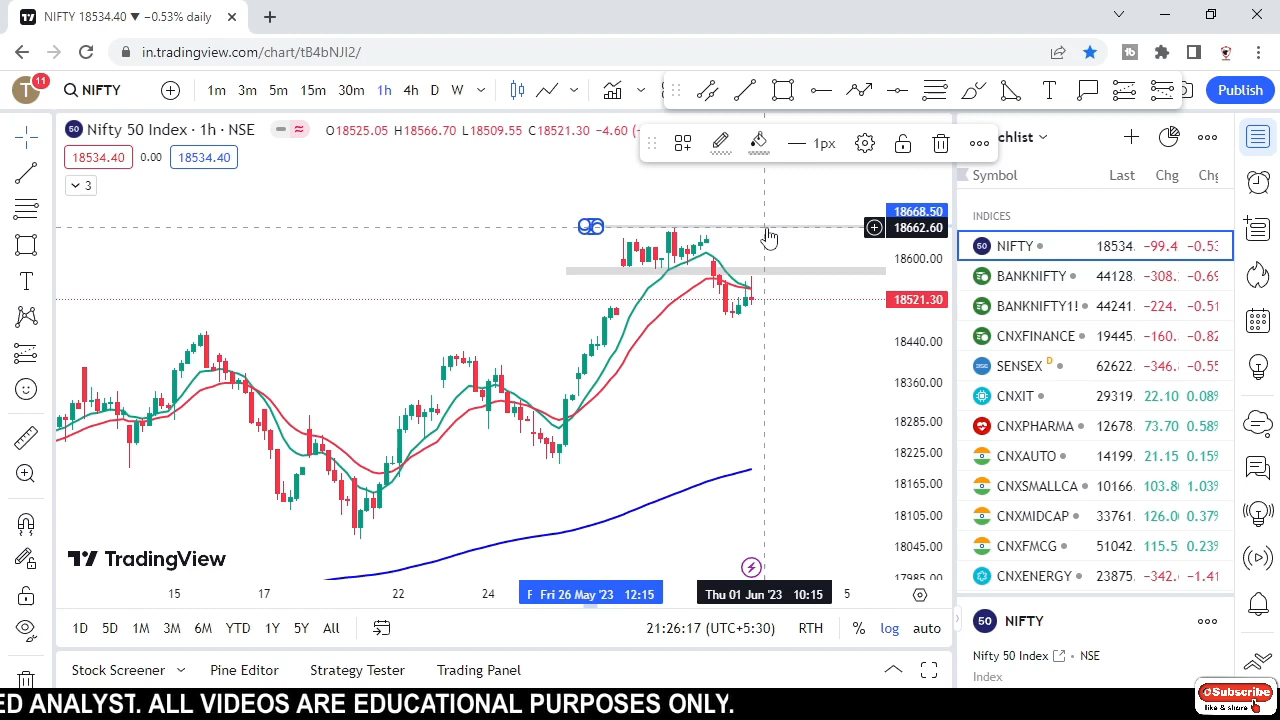 NIFTY 18534.40 ▼ −0.53% daily
in.tradingview.com/chart/tB4bNJI2/
T 11 NIFTY 1m 3m 5m 15m 30m 1h 4h D W Publish
50 Nifty 50 Index · 1h · NSE O18525.05 H18566.70 L18509.55 C18521.30 −4.60
1px
18534.40 0.00 18534.40
3
18668.50
18662.60
18600.00
18521.30
18440.00
18360.00
18285.00
18225.00
18165.00
18105.00
18045.00
17985.00
TradingView
15 17 22 24 Fri 26 May '23 12:15 Thu 01 Jun '23 10:15 5
1D 5D 1M 3M 6M YTD 1Y 5Y All 21:26:17 (UTC+5:30) RTH % log auto
Stock Screener Pine Editor Strategy Tester Trading Panel
Symbol Last Chg
INDICES
50 NIFTY 18534. −99.4 −0.53
BANKNIFTY 44128. −308. −0.69
BANKNIFTY1! 44241. −224. −0.51
CNXFINANCE 19445. −160. −0.82
SENSEX D 62622. −346. −0.55
CNXIT 29319. 22.10 0.08%
CNXPHARMA 12678. 73.70 0.58%
CNXAUTO 14199. 21.15 0.15%
CNXSMALLCA 10166. 103.8 1.03%
CNXMIDCAP 33761. 126.0 0.37%
CNXFMCG 51042. 115.5 0.23%
CNXENERGY 23875. −342. −1.41
50 NIFTY
Nifty 50 Index · NSE
Index
ED ANALYST. ALL VIDEOS ARE EDUCATIONAL PURPOSES ONLY.
Subscribe
like & share